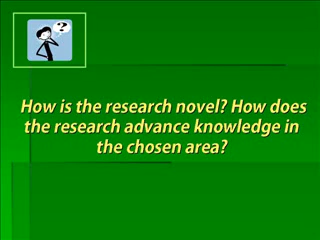 ?
How is the research novel? How does
the research advance knowledge in
the chosen area?